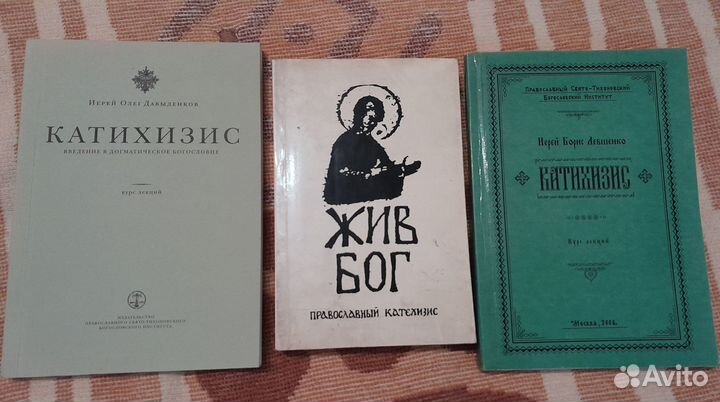 Иерей Олег Давыденков
КАТИХИЗИС
ВВЕДЕНИЕ В ДОГМАТИЧЕСКОЕ БОГОСЛОВИЕ
курс лекций
ИЗДАТЕЛЬСТВО
ПРАВОСЛАВНОГО СВЯТО-ТИХОНОВСКОГО
БОГОСЛОВСКОГО ИНСТИТУТА
ЖИВ
БОГ
ПРАВОСЛАВНЫЙ КАТЕХИЗИС
Православный Свято-Тихоновский
Богословский Институт
Иерей Борис Левшенко
КАТИХИЗИС
Курс лекций
Москва,
Avito